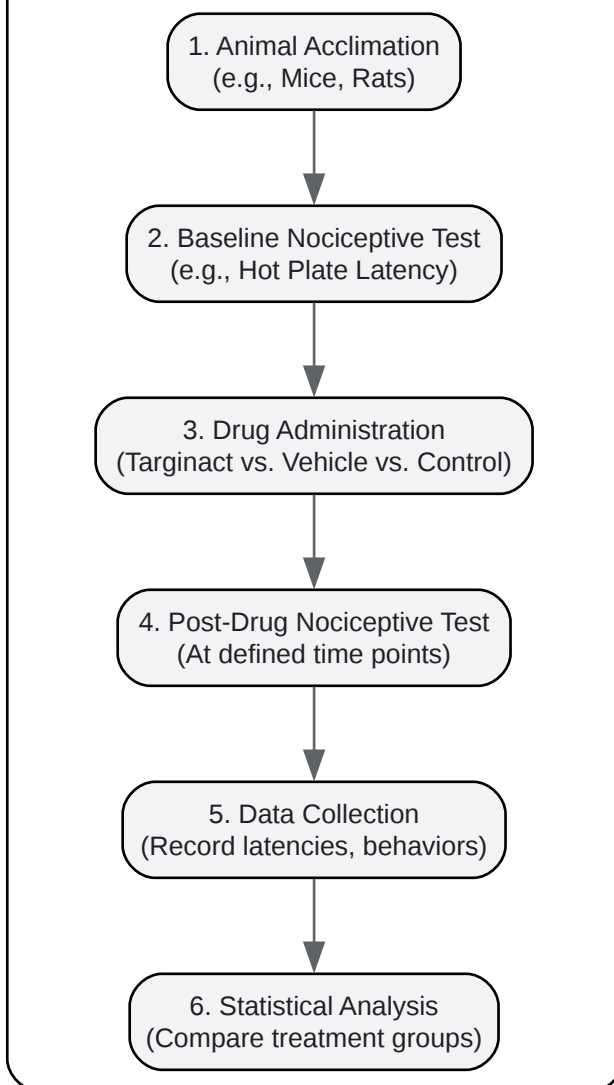 1. Animal Acclimation
(e.g., Mice, Rats)
2. Baseline Nociceptive Test
(e.g., Hot Plate Latency)
3. Drug Administration
(Targinact vs. Vehicle vs. Control)
4. Post-Drug Nociceptive Test
(At defined time points)
5. Data Collection
(Record latencies, behaviors)
6. Statistical Analysis
(Compare treatment groups)